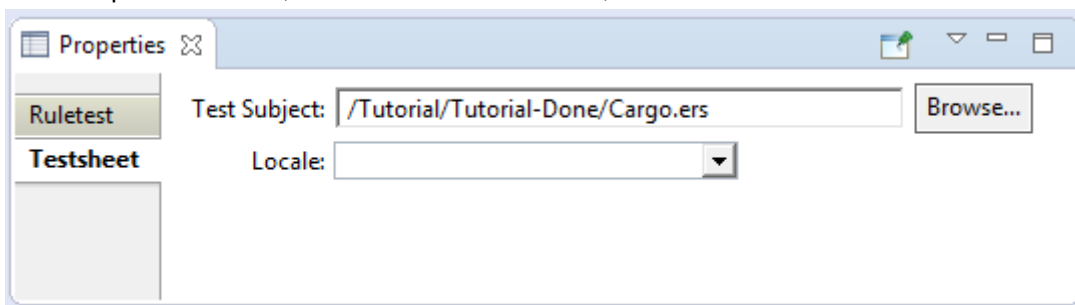 Properties
Ruletest
Testsheet
Test Subject: /Tutorial/Tutorial-Done/Cargo.ers Browse...
Locale: